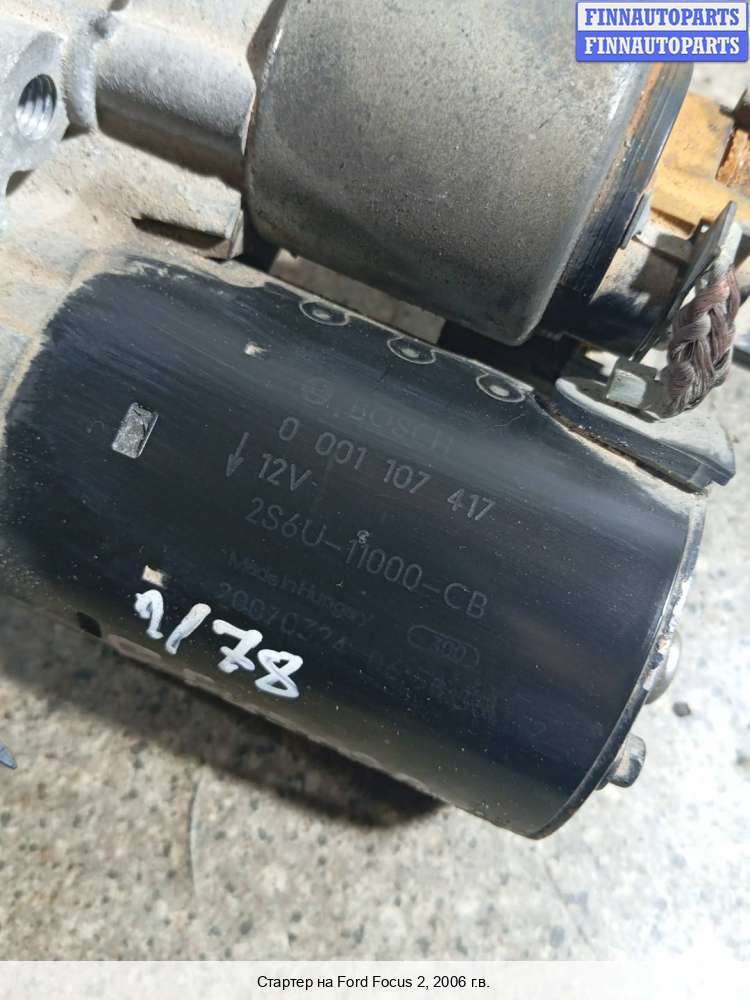 FINNAUTOPARTS
FINNAUTOPARTS
BOSCH
0 001 107 417
12V
2S6U-11000-CB
Made in Hungary
300
2/78
Стартер на Ford Focus 2, 2006 г.в.